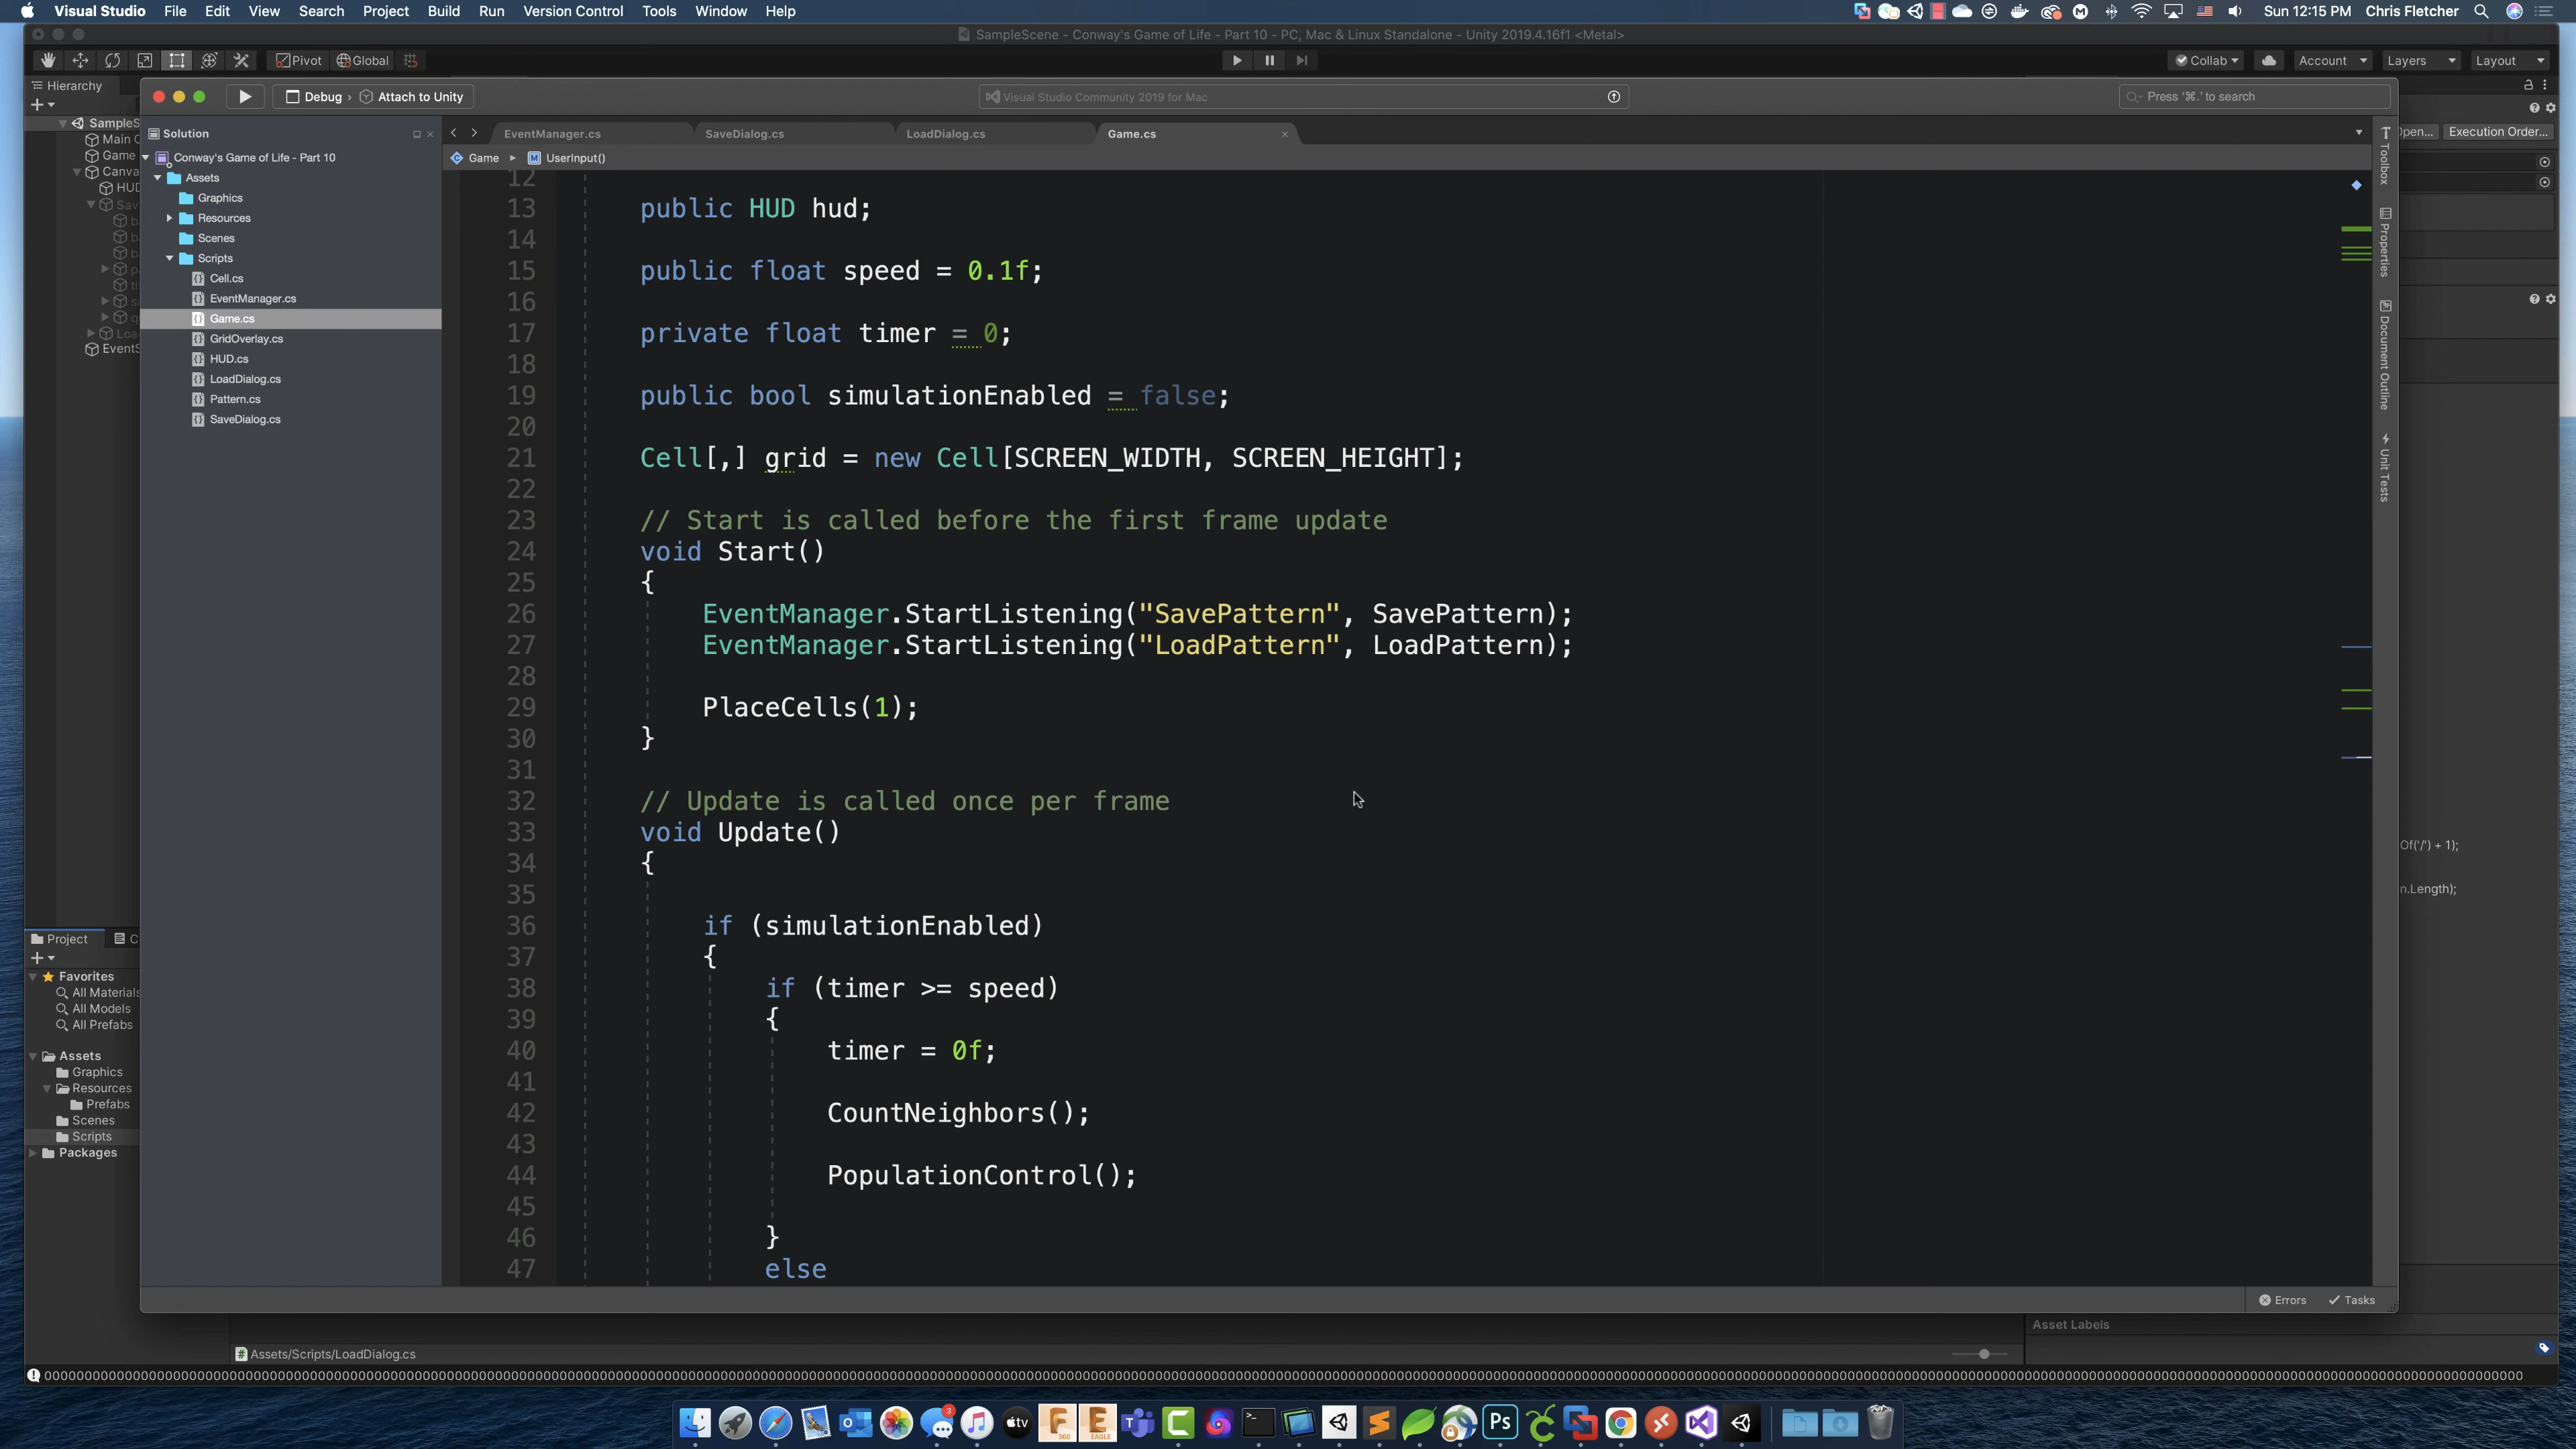 Visual Studio File Edit View Search Project Build Run Version Control Tools Window Help
Sun 12:15 PM Chris Fletcher
SampleScene - Conway's Game of Life - Part 10 - PC, Mac & Linux Standalone - Unity 2019.4.16f1 <Metal>
Pivot Global
Collab Account Layers Layout
Hierarchy
Debug › Attach to Unity
Visual Studio Community 2019 for Mac
Press '⌘.' to search
Solution
EventManager.cs SaveDialog.cs LoadDialog.cs Game.cs
Execution Order...
Game ▸ UserInput()
Conway's Game of Life - Part 10
Assets
Graphics
Resources
Scenes
Scripts
Cell.cs
EventManager.cs
Game.cs
GridOverlay.cs
HUD.cs
LoadDialog.cs
Pattern.cs
SaveDialog.cs
12
13 public HUD hud;
14
15 public float speed = 0.1f;
16
17 private float timer = 0;
18
19 public bool simulationEnabled = false;
20
21 Cell[,] grid = new Cell[SCREEN_WIDTH, SCREEN_HEIGHT];
22
23 // Start is called before the first frame update
24 void Start()
25 {
26 EventManager.StartListening("SavePattern", SavePattern);
27 EventManager.StartListening("LoadPattern", LoadPattern);
28
29 PlaceCells(1);
30 }
31
32 // Update is called once per frame
33 void Update()
34 {
35
36 if (simulationEnabled)
37 {
38 if (timer >= speed)
39 {
40 timer = 0f;
41
42 CountNeighbors();
43
44 PopulationControl();
45
46 }
47 else
Toolbox
Properties
Document Outline
Unit Tests
Of('/') + 1);
n.Length);
Project
Favorites
All Materials
All Models
All Prefabs
Assets
Graphics
Resources
Prefabs
Scenes
Scripts
Packages
Errors Tasks
Asset Labels
Assets/Scripts/LoadDialog.cs